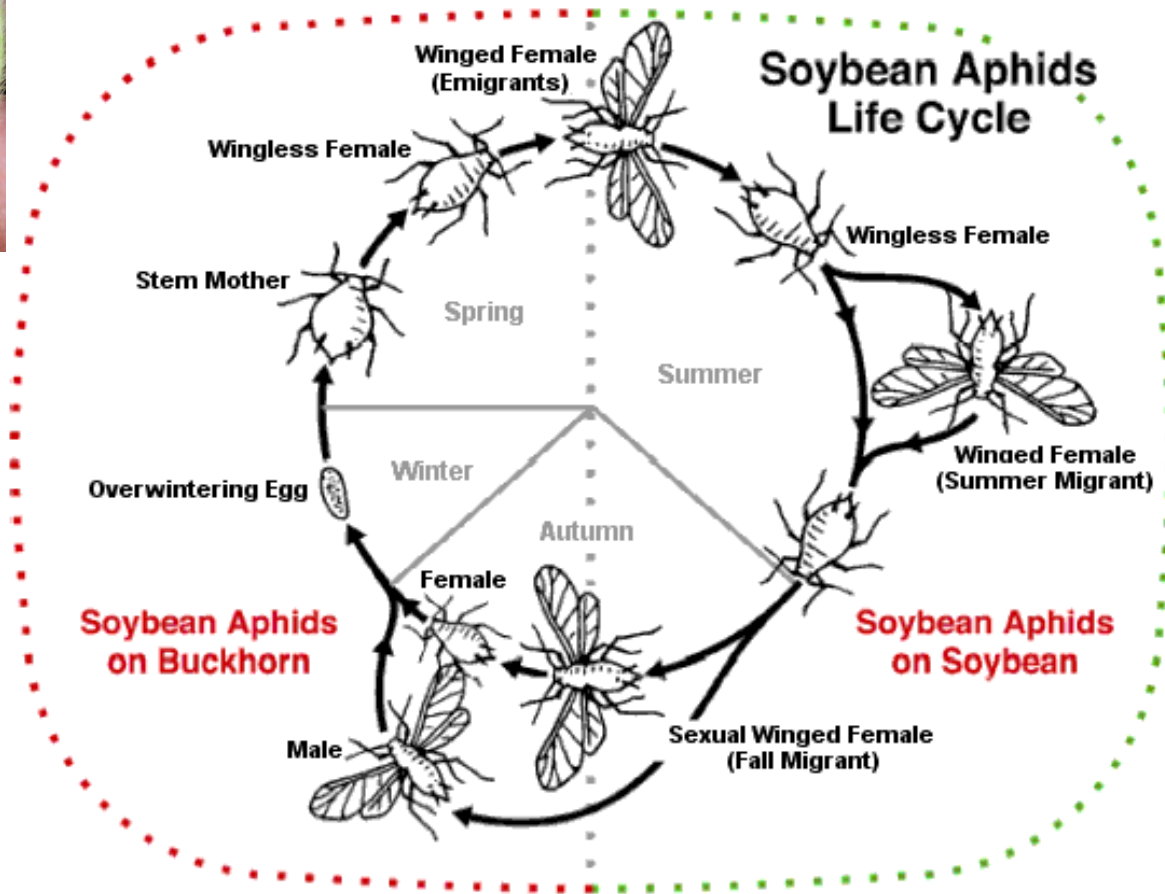 Soybean Aphids
Life Cycle
Winged Female
(Emigrants)
Wingless Female
Wingless Female
Stem Mother
Spring
Summer
Winged Female
(Summer Migrant)
Winter
Overwintering Egg
Autumn
Female
Soybean Aphids
on Buckhorn
Soybean Aphids
on Soybean
Male
Sexual Winged Female
(Fall Migrant)